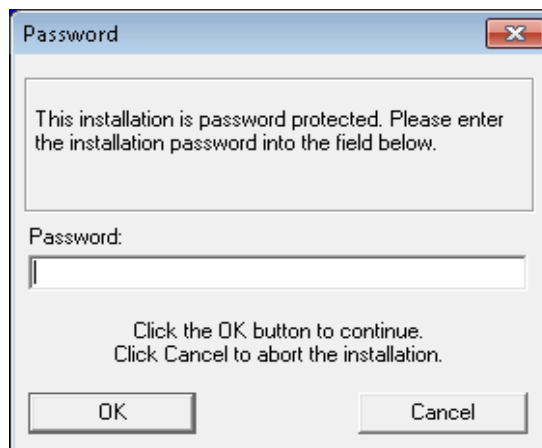 Password
This installation is password protected. Please enter
the installation password into the field below.
Password:
Click the OK button to continue.
Click Cancel to abort the installation.
OK
Cancel